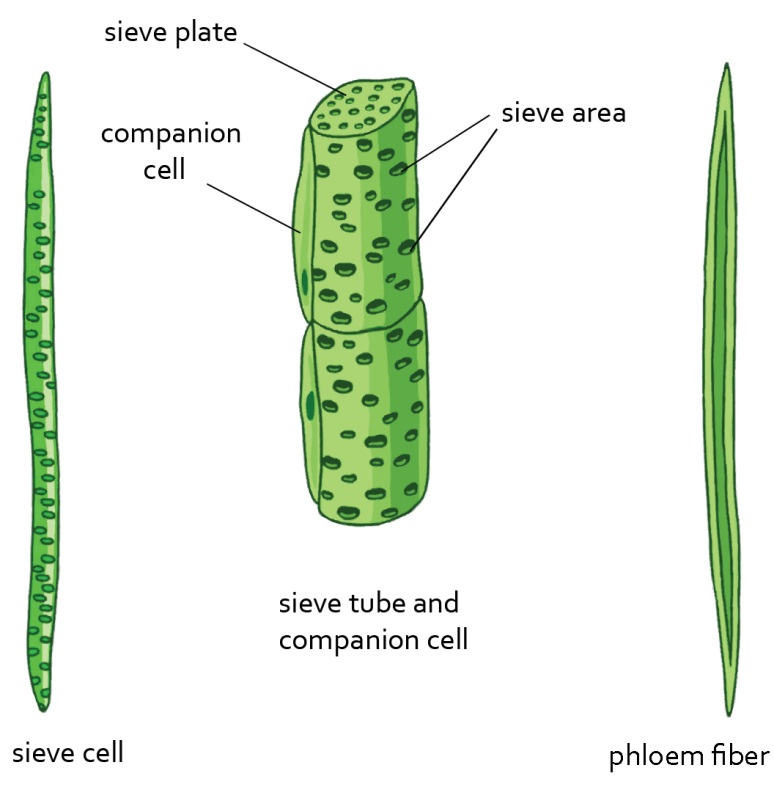 sieve plate
sieve area
companion
cell
sieve tube and
companion cell
sieve cell
phloem fiber